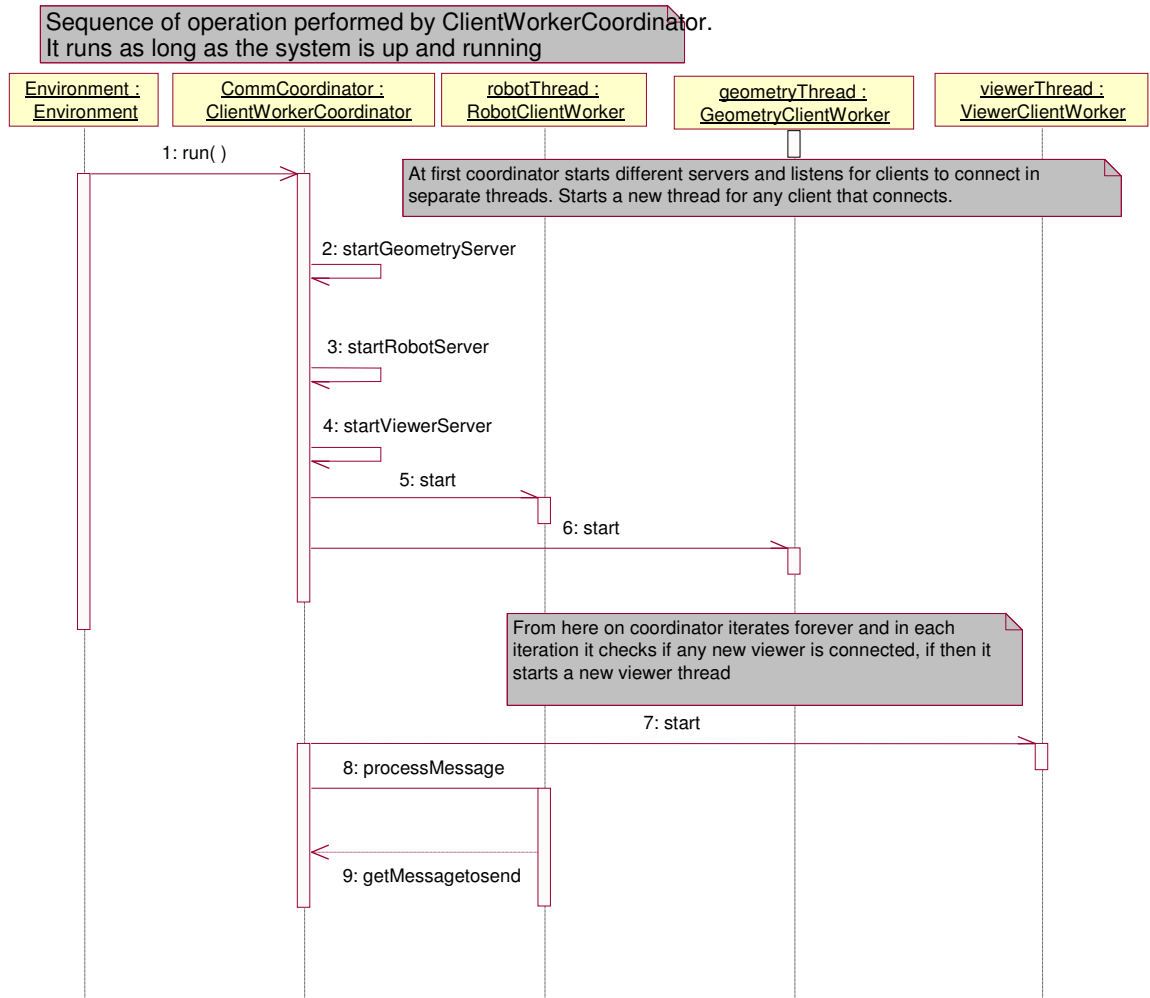 Sequence of operation performed by ClientWorkerCoordinator.
It runs as long as the system is up and running
Environment :
Environment
CommCoordinator :
ClientWorkerCoordinator
robotThread :
RobotClientWorker
geometryThread :
GeometryClientWorker
viewerThread :
ViewerClientWorker
1: run( )
At first coordinator starts different servers and listens for clients to connect in
separate threads. Starts a new thread for any client that connects.
2: startGeometryServer
3: startRobotServer
4: startViewerServer
5: start
6: start
From here on coordinator iterates forever and in each
iteration it checks if any new viewer is connected, if then it
starts a new viewer thread
7: start
8: processMessage
9: getMessagetosend